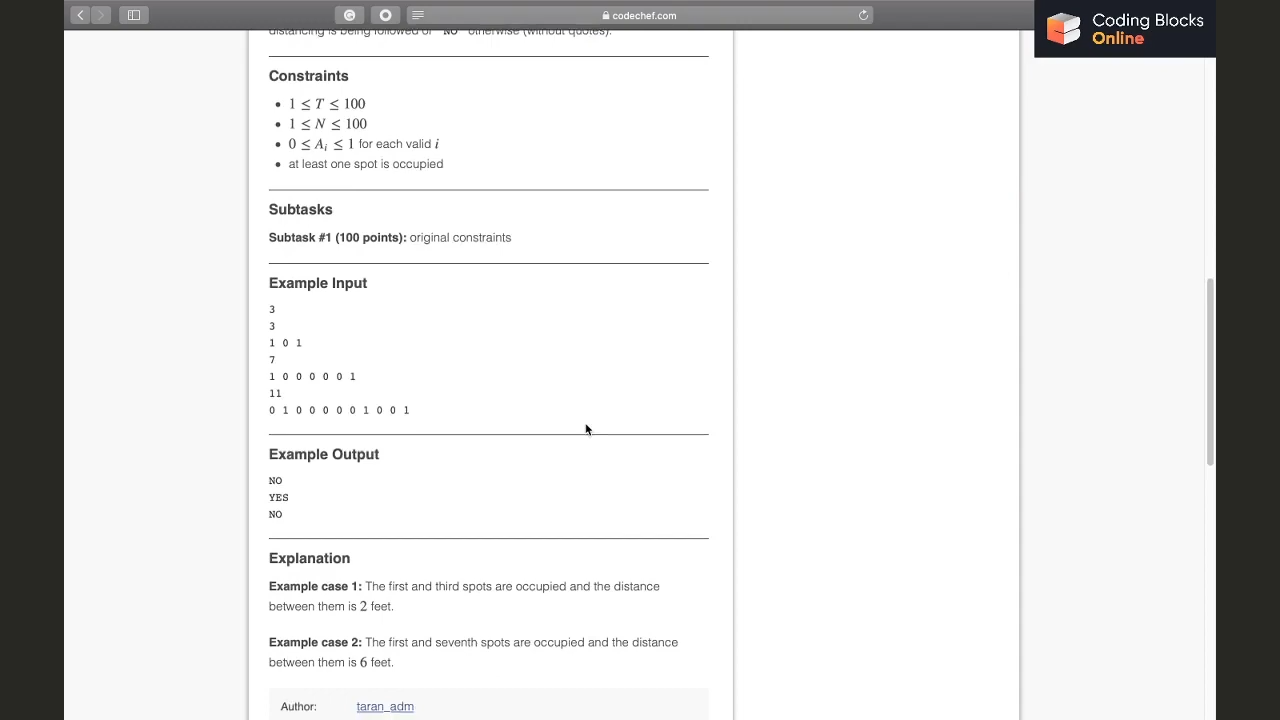 codechef.com
Coding Blocks
Online
distancing is being followed or "NO" otherwise (without quotes).
Constraints
• 1 ≤ T ≤ 100
• 1 ≤ N ≤ 100
• 0 ≤ Ai ≤ 1 for each valid i
• at least one spot is occupied
Subtasks
Subtask #1 (100 points): original constraints
Example Input
3
3
1 0 1
7
1 0 0 0 0 0 1
11
0 1 0 0 0 0 0 1 0 0 1
Example Output
NO
YES
NO
Explanation
Example case 1: The first and third spots are occupied and the distance
between them is 2 feet.
Example case 2: The first and seventh spots are occupied and the distance
between them is 6 feet.
Author: taran_adm